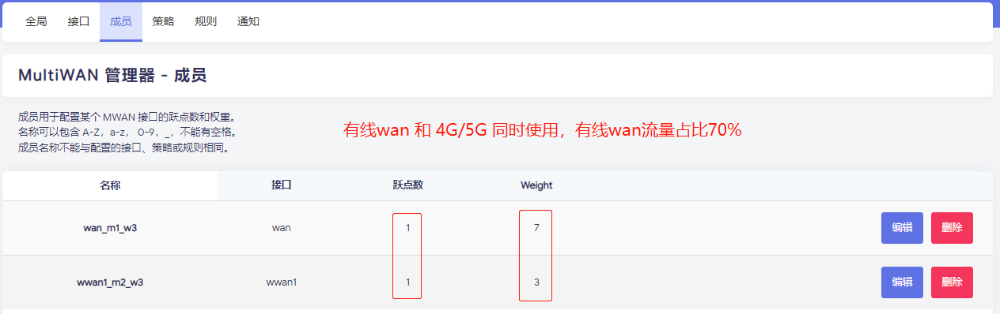 全局 接口 成员 策略 规则 通知
MultiWAN 管理器 - 成员
成员用于配置某个 MWAN 接口的跃点数和权重。
名称可以包含 A-Z，a-z， 0-9，_，不能有空格。
成员名称不能与配置的接口、策略或规则相同。
有线wan 和 4G/5G 同时使用，有线wan流量占比70%
名称 接口 跃点数 Weight
wan_m1_w3 wan 1 7 编辑 删除
wwan1_m2_w3 wwan1 1 3 编辑 删除